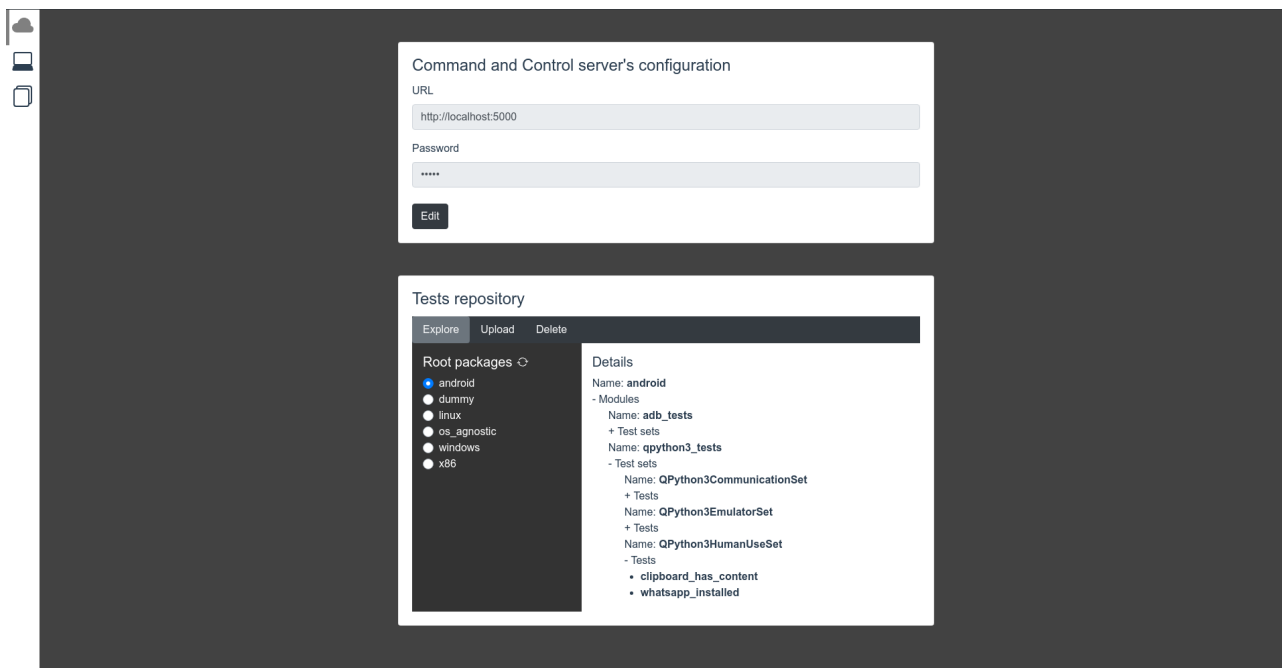 Command and Control server's configuration
URL
http://localhost:5000
Password
•••••
Edit
Tests repository
Explore Upload Delete
Root packages
android
dummy
linux
os_agnostic
windows
x86
Details
Name: android
- Modules
Name: adb_tests
+ Test sets
Name: qpython3_tests
- Test sets
Name: QPython3CommunicationSet
+ Tests
Name: QPython3EmulatorSet
+ Tests
Name: QPython3HumanUseSet
- Tests
• clipboard_has_content
• whatsapp_installed